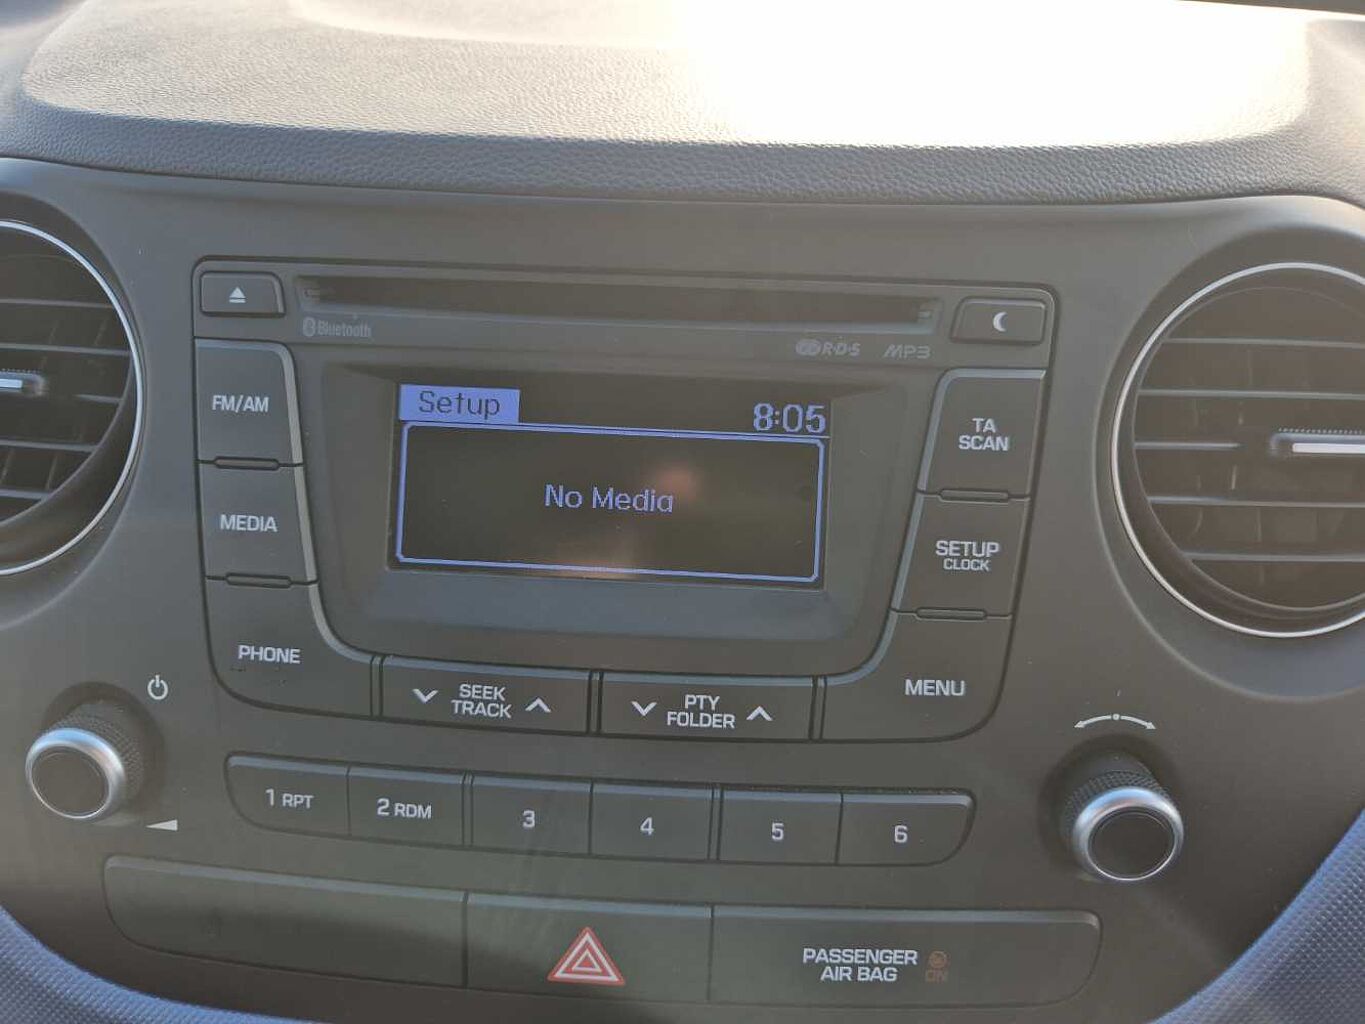 Bluetooth
R·D·S MP3
FM/AM
MEDIA
PHONE
Setup 8:05
No Media
TA
SCAN
SETUP
CLOCK
MENU
SEEK
TRACK
PTY
FOLDER
1 RPT 2 RDM 3 4 5 6
PASSENGER
AIR BAG ON